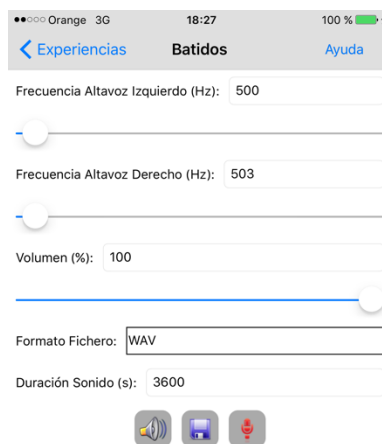 Orange 3G 18:27 100 %
Experiencias Batidos Ayuda
Frecuencia Altavoz Izquierdo (Hz): 500
Frecuencia Altavoz Derecho (Hz): 503
Volumen (%): 100
Formato Fichero: WAV
Duración Sonido (s): 3600